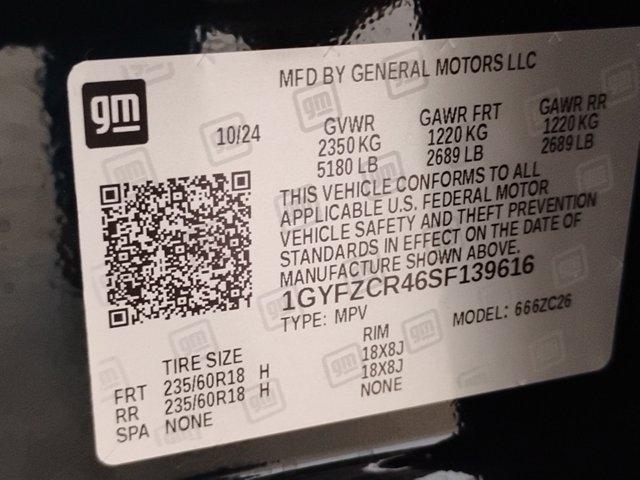 gm
MFD BY GENERAL MOTORS LLC
10/24
GVWR GAWR FRT GAWR RR
2350 KG 1220 KG 1220 KG
5180 LB 2689 LB 2689 LB
THIS VEHICLE CONFORMS TO ALL
APPLICABLE U.S. FEDERAL MOTOR
VEHICLE SAFETY AND THEFT PREVENTION
STANDARDS IN EFFECT ON THE DATE OF
MANUFACTURE SHOWN ABOVE.
1GYFZCR46SF139616
TYPE: MPV MODEL: 666ZC26
TIRE SIZE RIM
FRT 235/60R18 H 18X8J
RR 235/60R18 H 18X8J
SPA NONE NONE